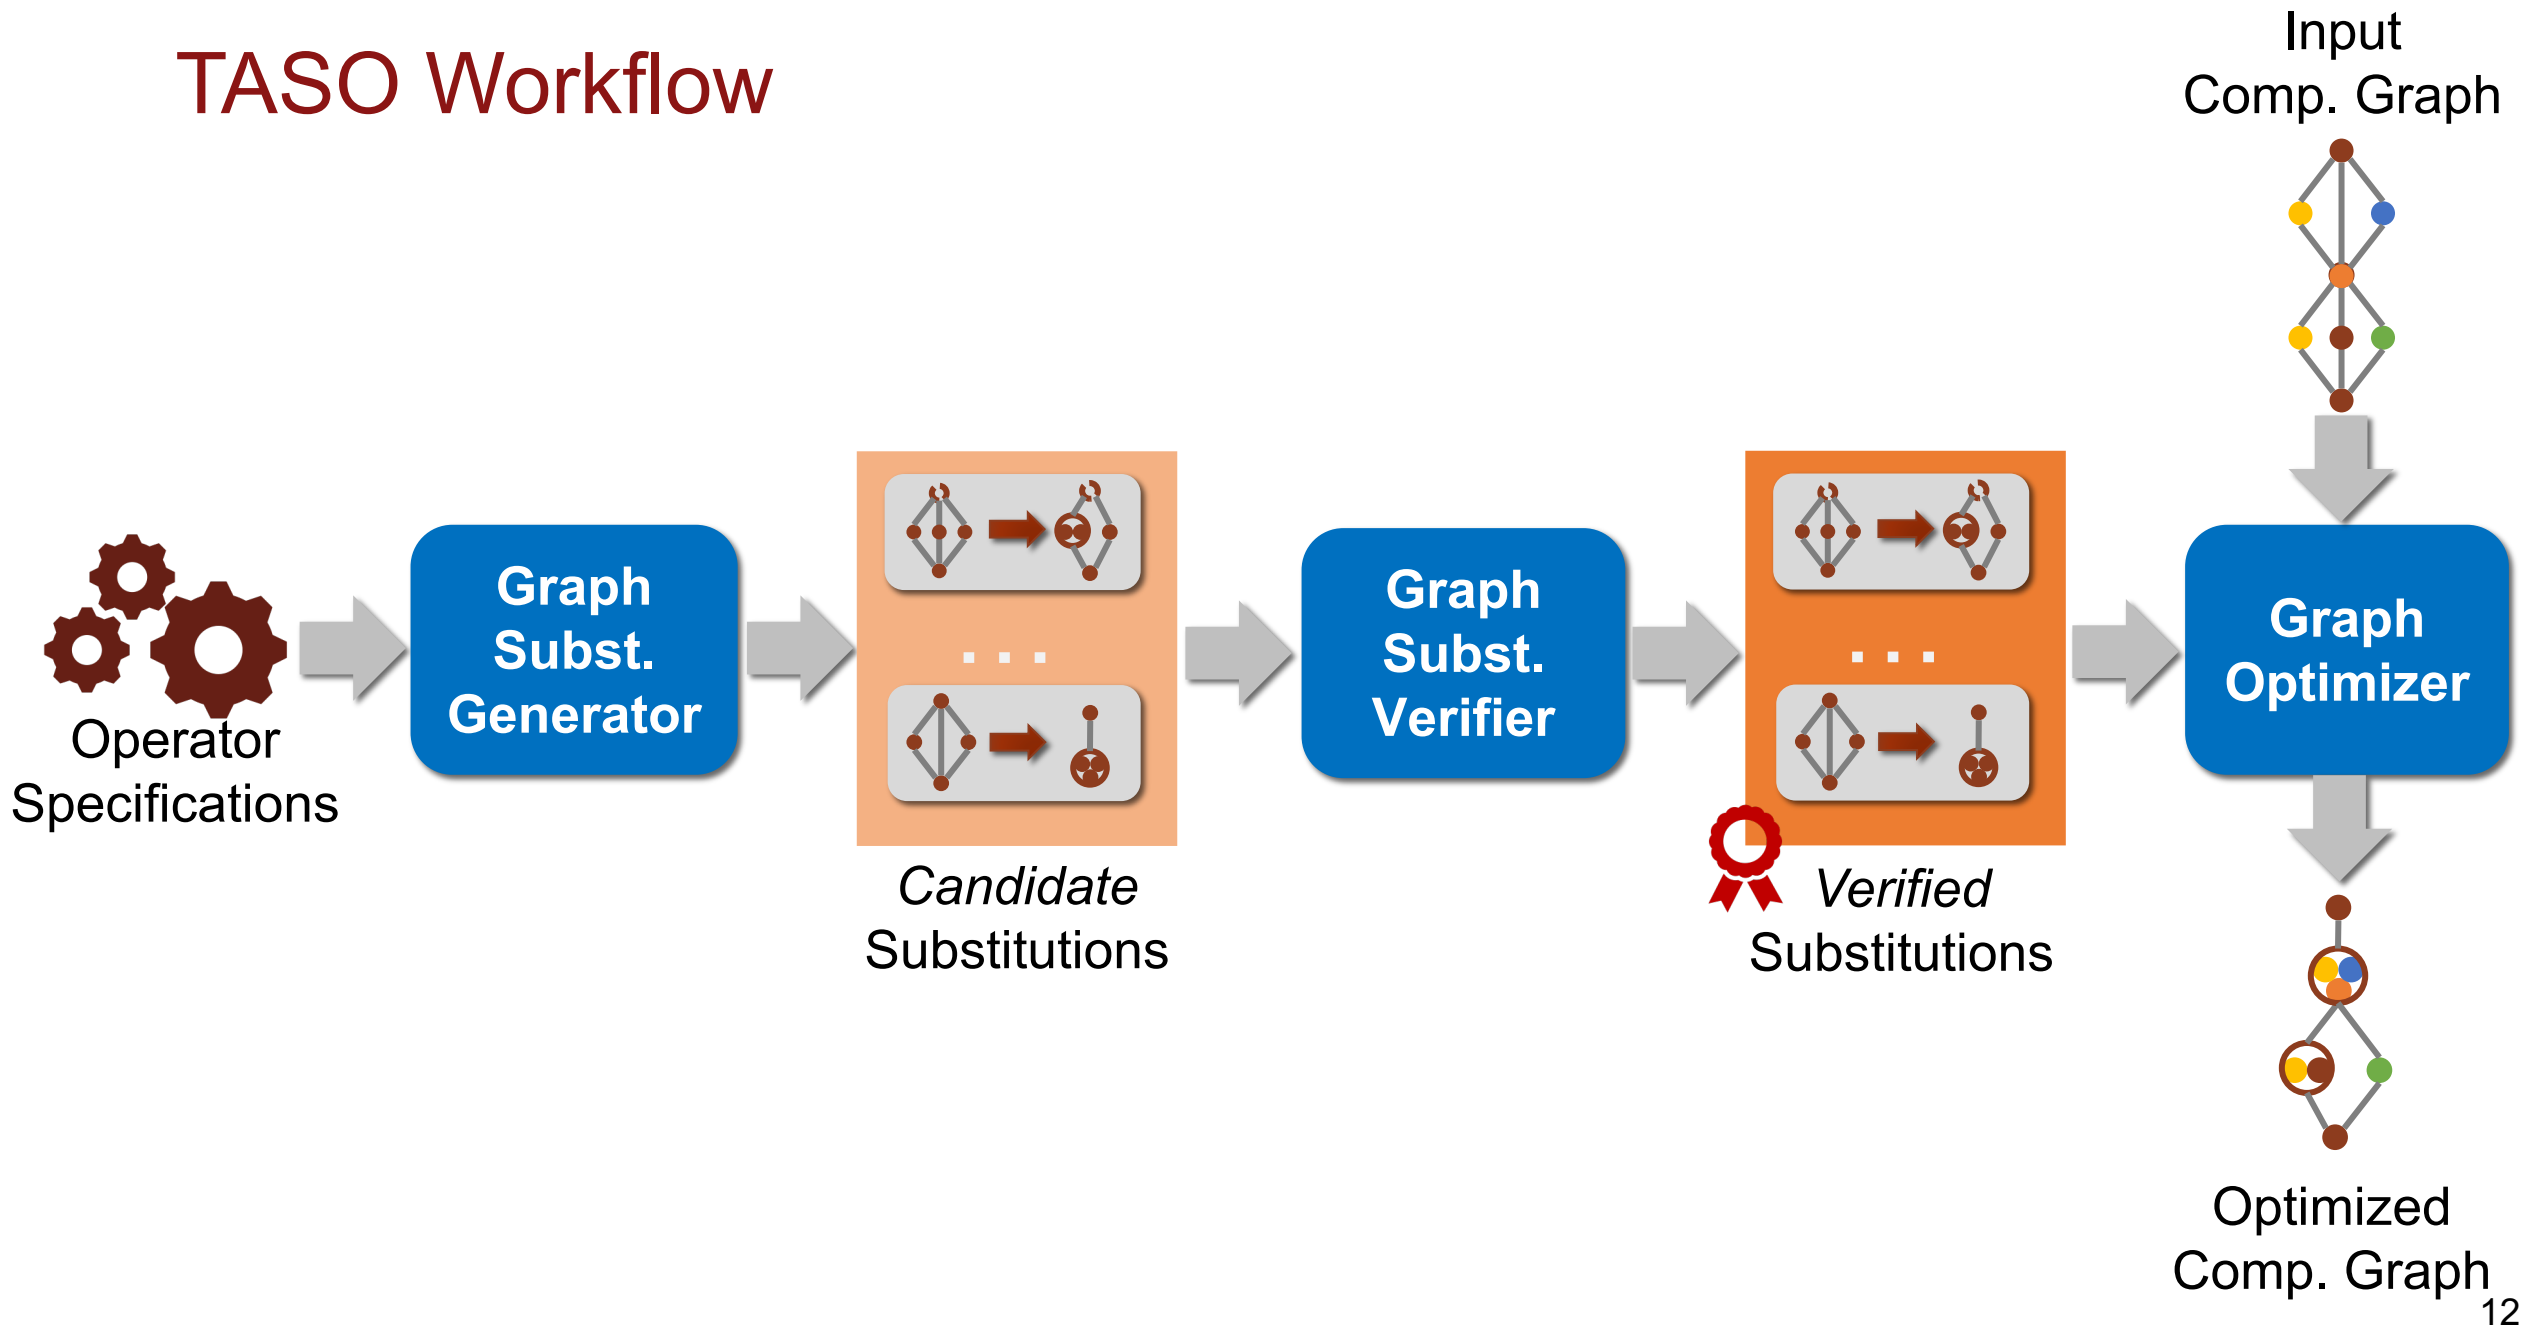 TASO Workflow
Input
Comp. Graph
Operator
Specifications
Graph
Subst.
Generator
. . .
Candidate
Substitutions
Graph
Subst.
Verifier
. . .
Verified
Substitutions
Graph
Optimizer
Optimized
Comp. Graph
12